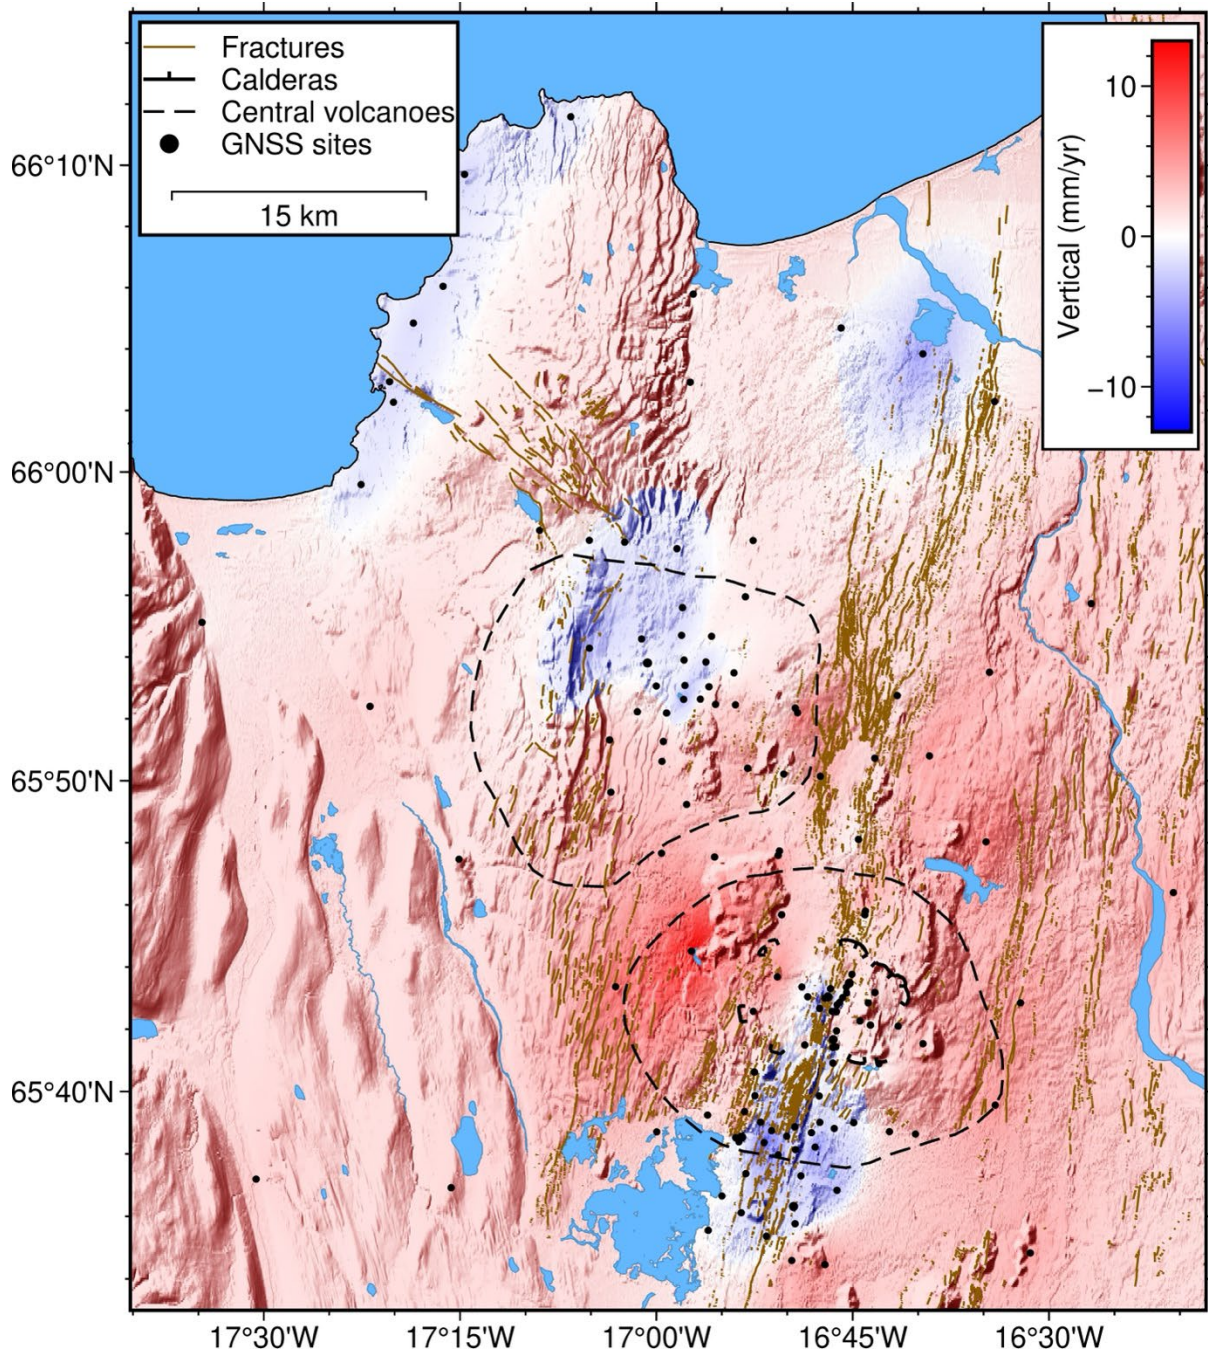 Fractures
Calderas
Central volcanoes
GNSS sites
15 km
10
0
−10
Vertical (mm/yr)
66°10'N
66°00'N
65°50'N
65°40'N
17°30'W
17°15'W
17°00'W
16°45'W
16°30'W